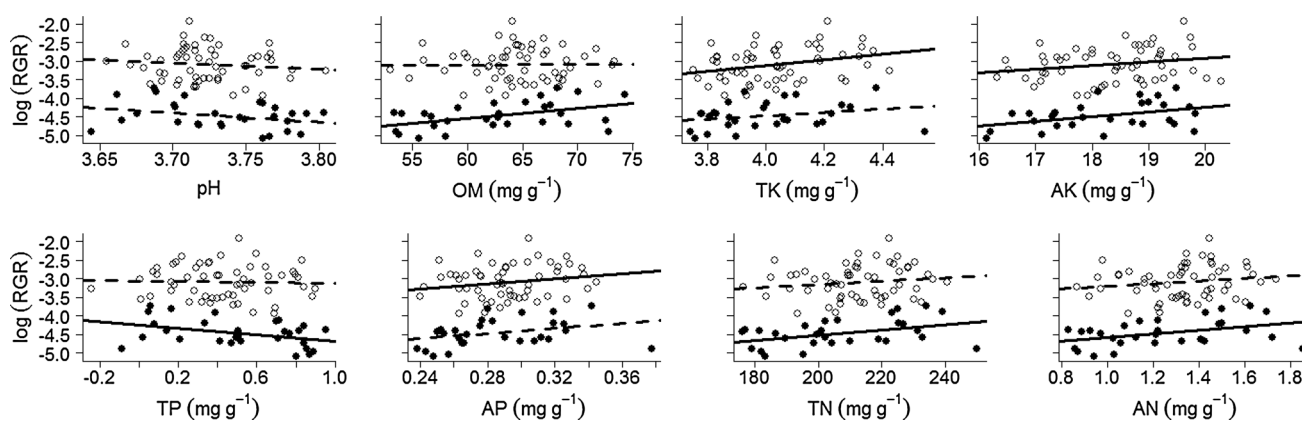 log (RGR)
-2.0
-2.5
-3.0
-3.5
-4.0
-4.5
-5.0
3.65 3.70 3.75 3.80
55 60 65 70 75
3.8 4.0 4.2 4.4
16 17 18 19 20
pH
OM (mg g⁻¹)
TK (mg g⁻¹)
AK (mg g⁻¹)
log (RGR)
-2.0
-2.5
-3.0
-3.5
-4.0
-4.5
-5.0
-0.2 0.2 0.6 1.0
0.24 0.28 0.32 0.36
180 200 220 240
0.8 1.0 1.2 1.4 1.6 1.8
TP (mg g⁻¹)
AP (mg g⁻¹)
TN (mg g⁻¹)
AN (mg g⁻¹)